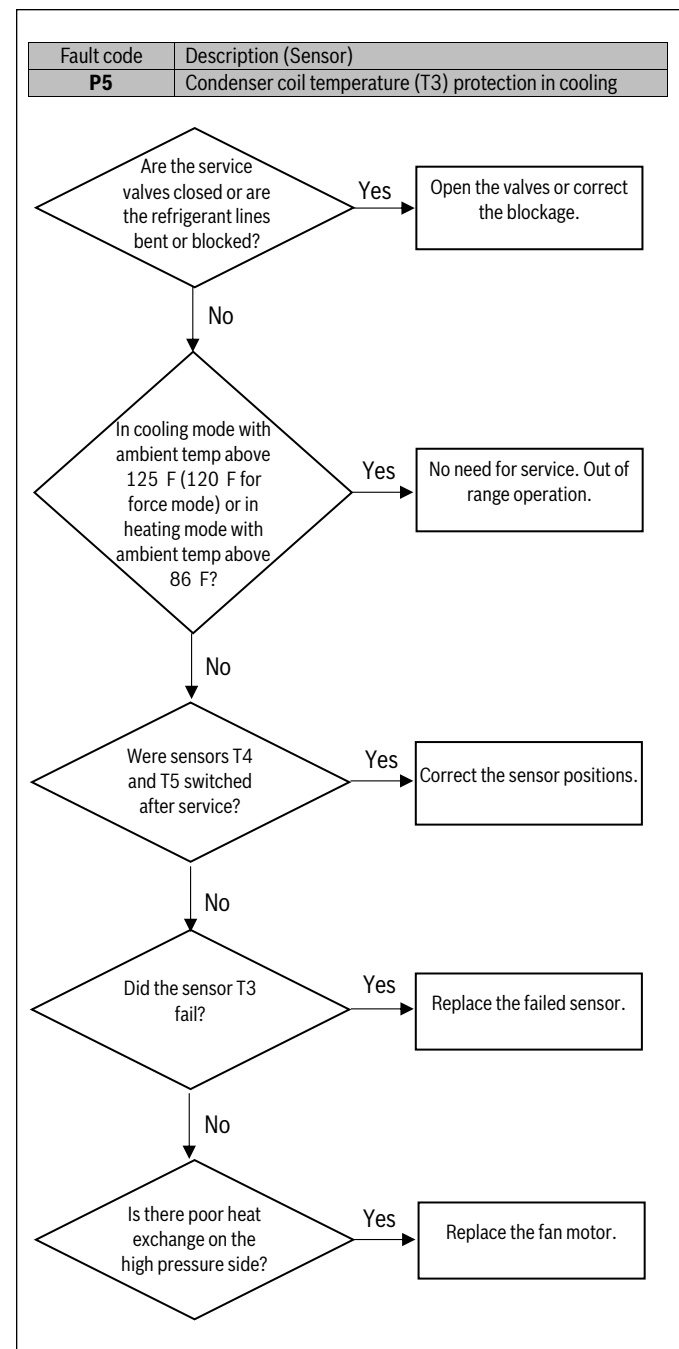 Fault code Description (Sensor)
P5 Condenser coil temperature (T3) protection in cooling
Are the service
valves closed or are
the refrigerant lines
bent or blocked?
Yes
Open the valves or correct
the blockage.
No
In cooling mode with
ambient temp above
125 F (120 F for
force mode) or in
heating mode with
ambient temp above
86 F?
Yes
No need for service. Out of
range operation.
No
Were sensors T4
and T5 switched
after service?
Yes
Correct the sensor positions.
No
Did the sensor T3
fail?
Yes
Replace the failed sensor.
No
Is there poor heat
exchange on the
high pressure side?
Yes
Replace the fan motor.